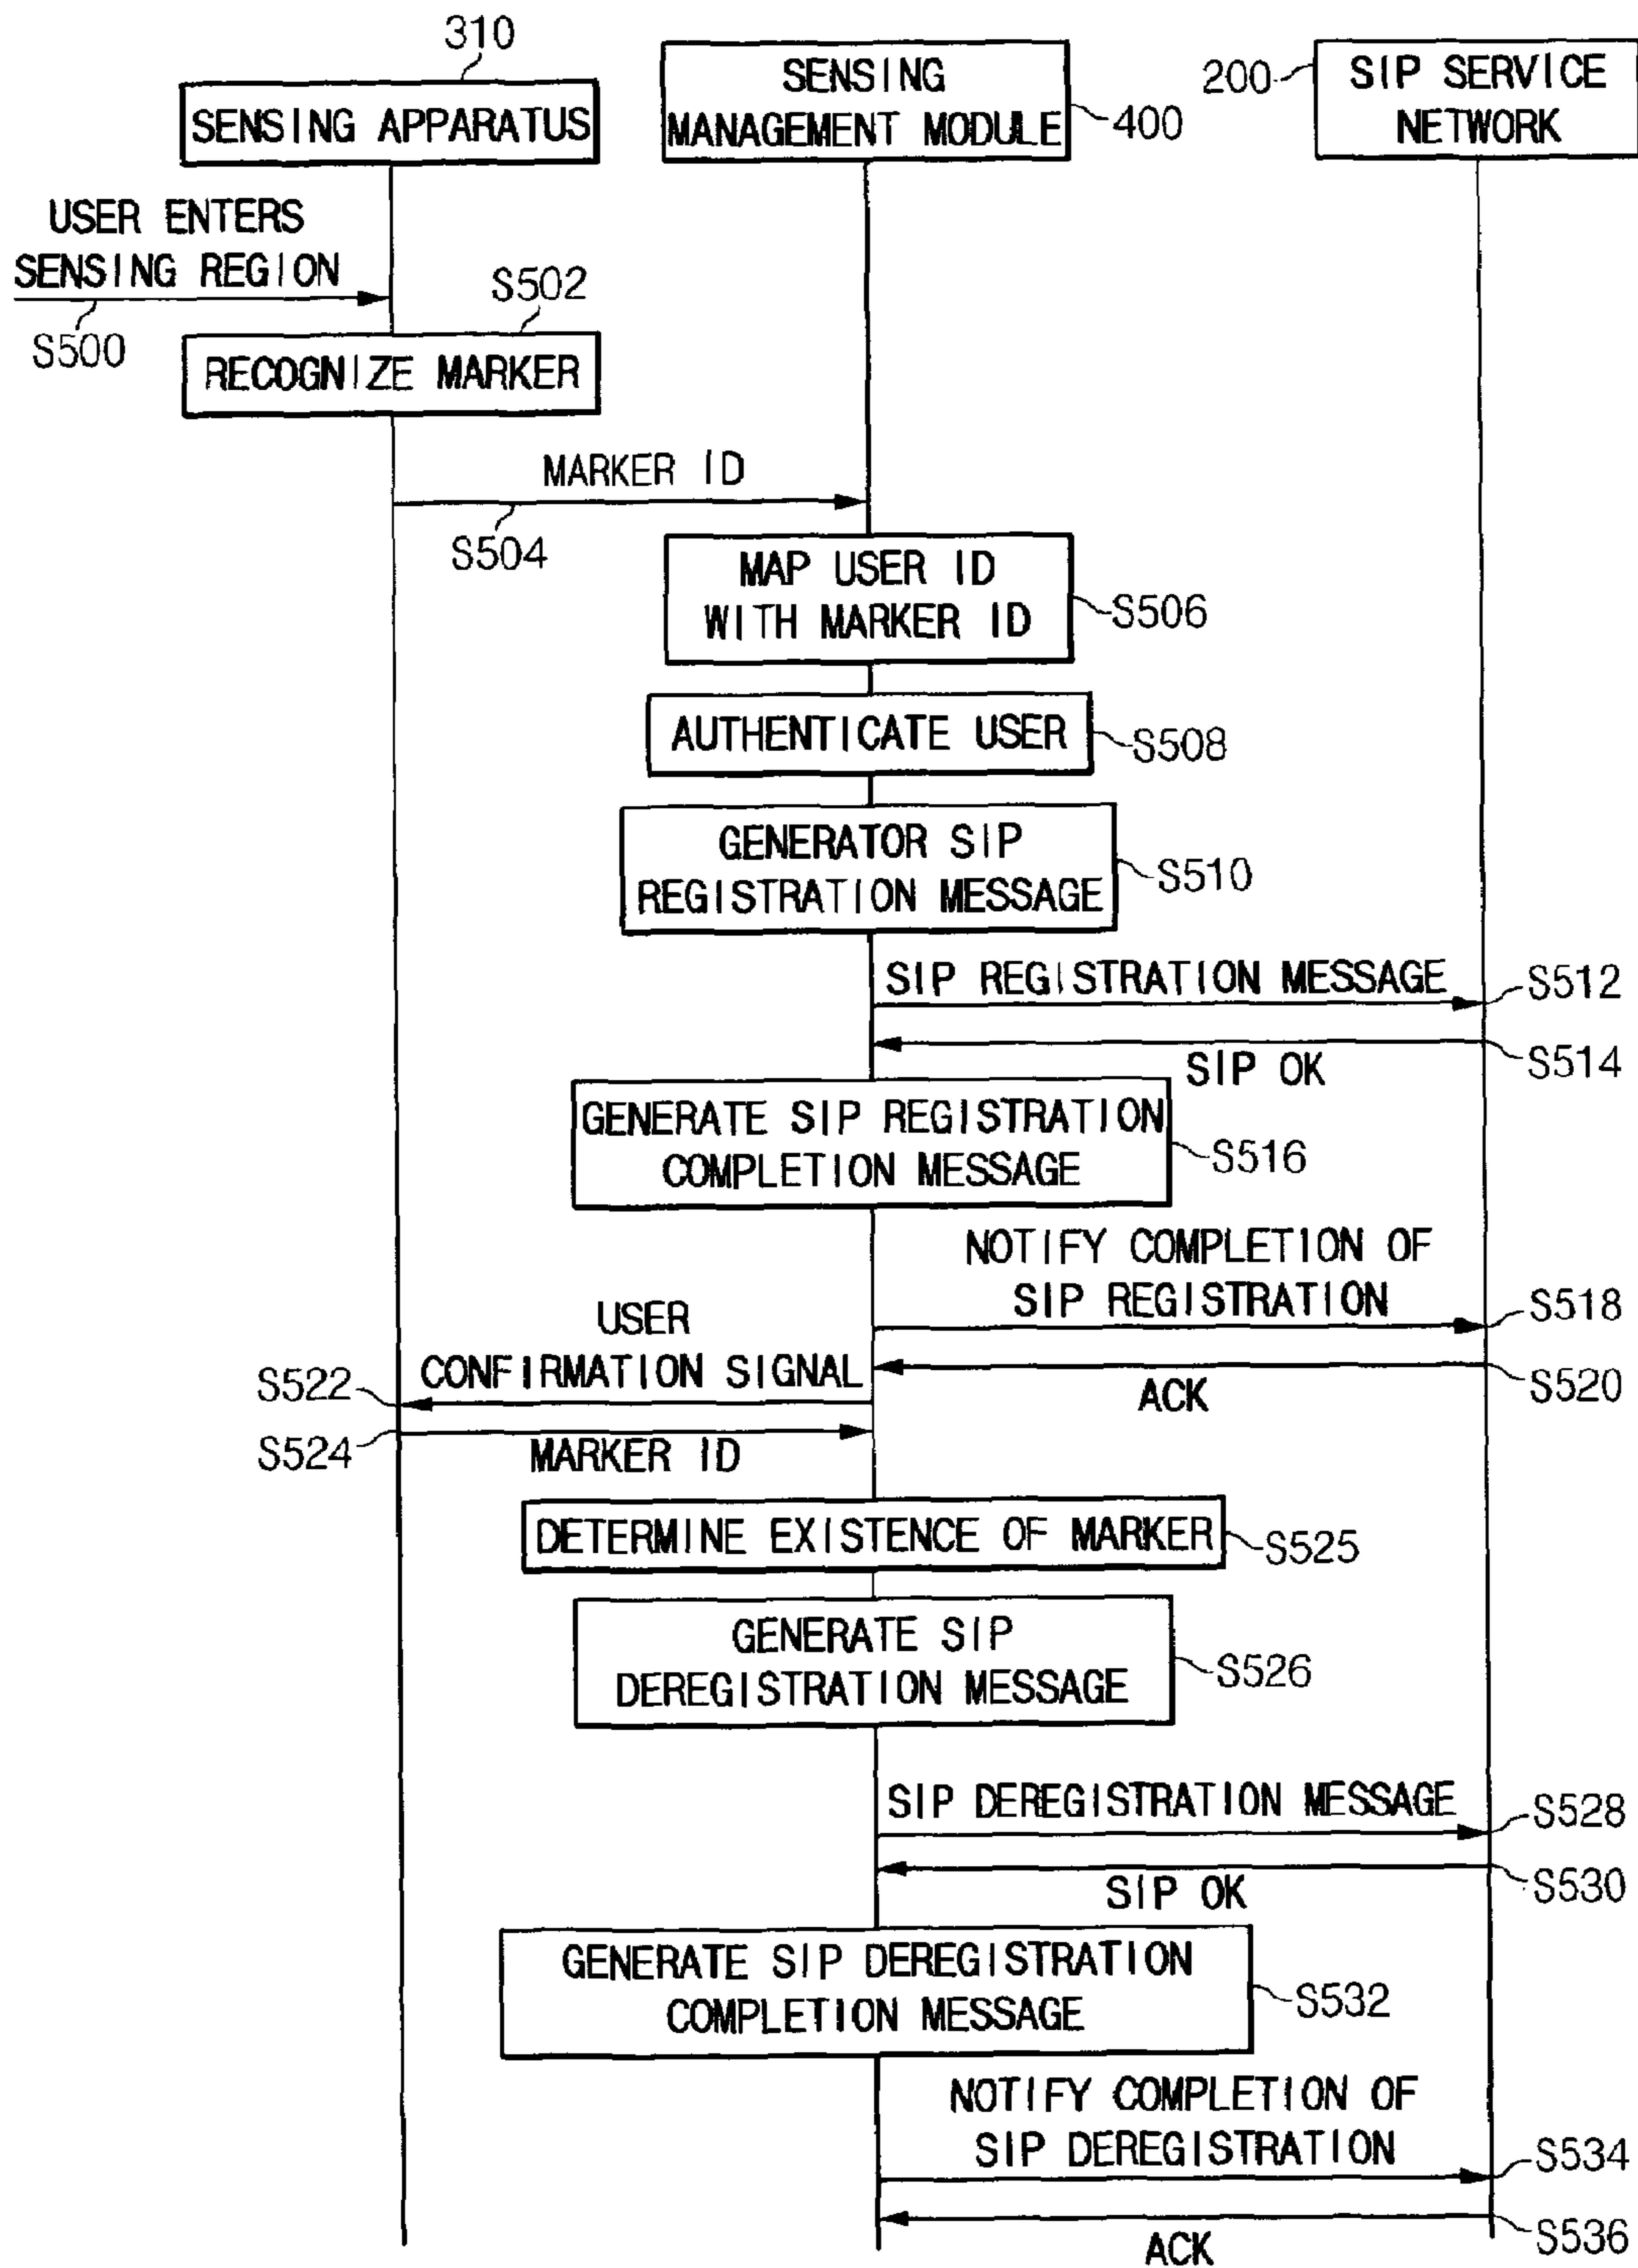 310
SENSING APPARATUS
SENSING
MANAGEMENT MODULE
400
200
SIP SERVICE
NETWORK
USER ENTERS
SENSING REGION
S500
S502
RECOGNIZE MARKER
MARKER ID
S504
MAP USER ID
WITH MARKER ID
S506
AUTHENTICATE USER
S508
GENERATOR SIP
REGISTRATION MESSAGE
S510
SIP REGISTRATION MESSAGE
S512
SIP OK
S514
GENERATE SIP REGISTRATION
COMPLETION MESSAGE
S516
NOTIFY COMPLETION OF
SIP REGISTRATION
S518
ACK
S520
USER
CONFIRMATION SIGNAL
S522
S524
MARKER ID
DETERMINE EXISTENCE OF MARKER
S525
GENERATE SIP
DEREGISTRATION MESSAGE
S526
SIP DEREGISTRATION MESSAGE
S528
SIP OK
S530
GENERATE SIP DEREGISTRATION
COMPLETION MESSAGE
S532
NOTIFY COMPLETION OF
SIP DEREGISTRATION
S534
ACK
S536